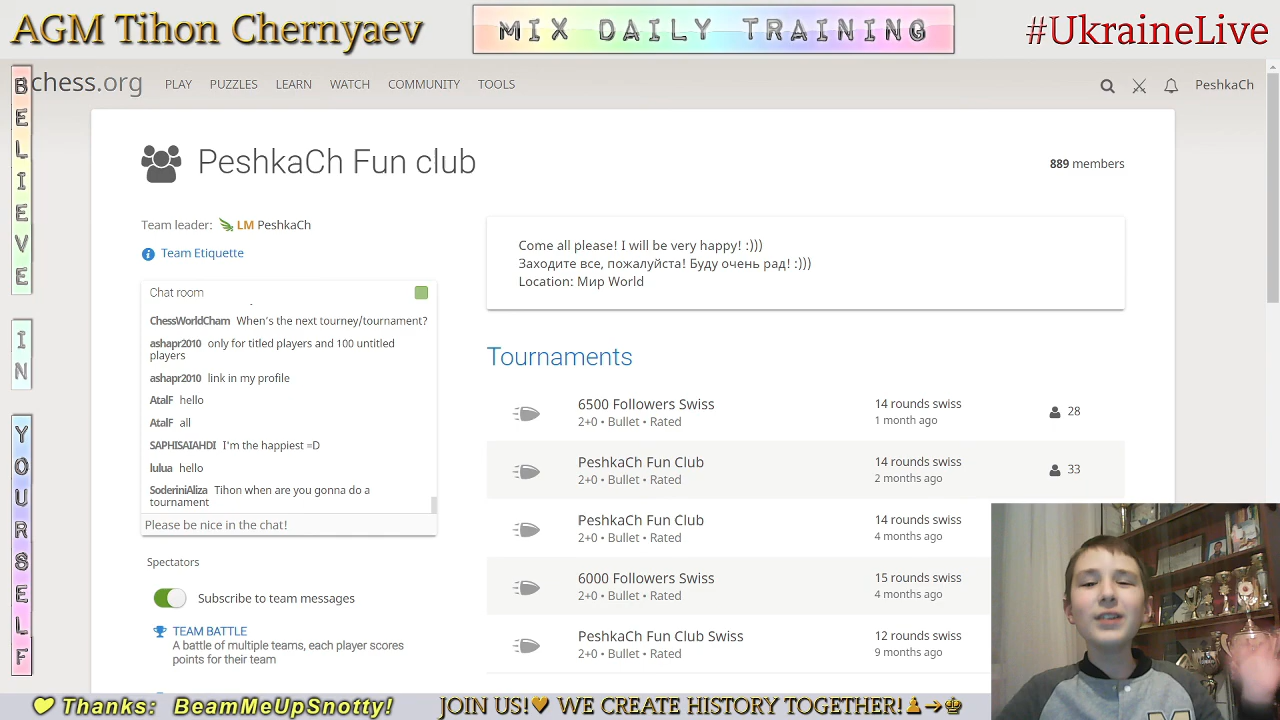 AGM Tihon Chernyaev
MIX DAILY TRAINING
#UkraineLive
BELIEVE
IN
YOURSELF
chess.org
PLAY
PUZZLES
LEARN
WATCH
COMMUNITY
TOOLS
PeshkaCh
PeshkaCh Fun club
889 members
Team leader: LM PeshkaCh
Team Etiquette
Come all please! I will be very happy! :)))
Заходите все, пожалуйста! Буду очень рад! :)))
Location: Мир World
Chat room
ChessWorldCham When's the next tourney/tournament?
ashapr2010 only for titled players and 100 untitled
players
ashapr2010 link in my profile
AtalF hello
AtalF all
SAPHISAIAHDI I'm the happiest =D
lulua hello
SoderiniAliza Tihon when are you gonna do a
tournament
Please be nice in the chat!
Spectators
Subscribe to team messages
TEAM BATTLE
A battle of multiple teams, each player scores
points for their team
Tournaments
6500 Followers Swiss
2+0 • Bullet • Rated
14 rounds swiss
1 month ago
28
PeshkaCh Fun Club
2+0 • Bullet • Rated
14 rounds swiss
2 months ago
33
PeshkaCh Fun Club
2+0 • Bullet • Rated
14 rounds swiss
4 months ago
6000 Followers Swiss
2+0 • Bullet • Rated
15 rounds swiss
4 months ago
PeshkaCh Fun Club Swiss
2+0 • Bullet • Rated
12 rounds swiss
9 months ago
Thanks: BeamMeUpSnotty!
JOIN US! WE CREATE HISTORY TOGETHER!